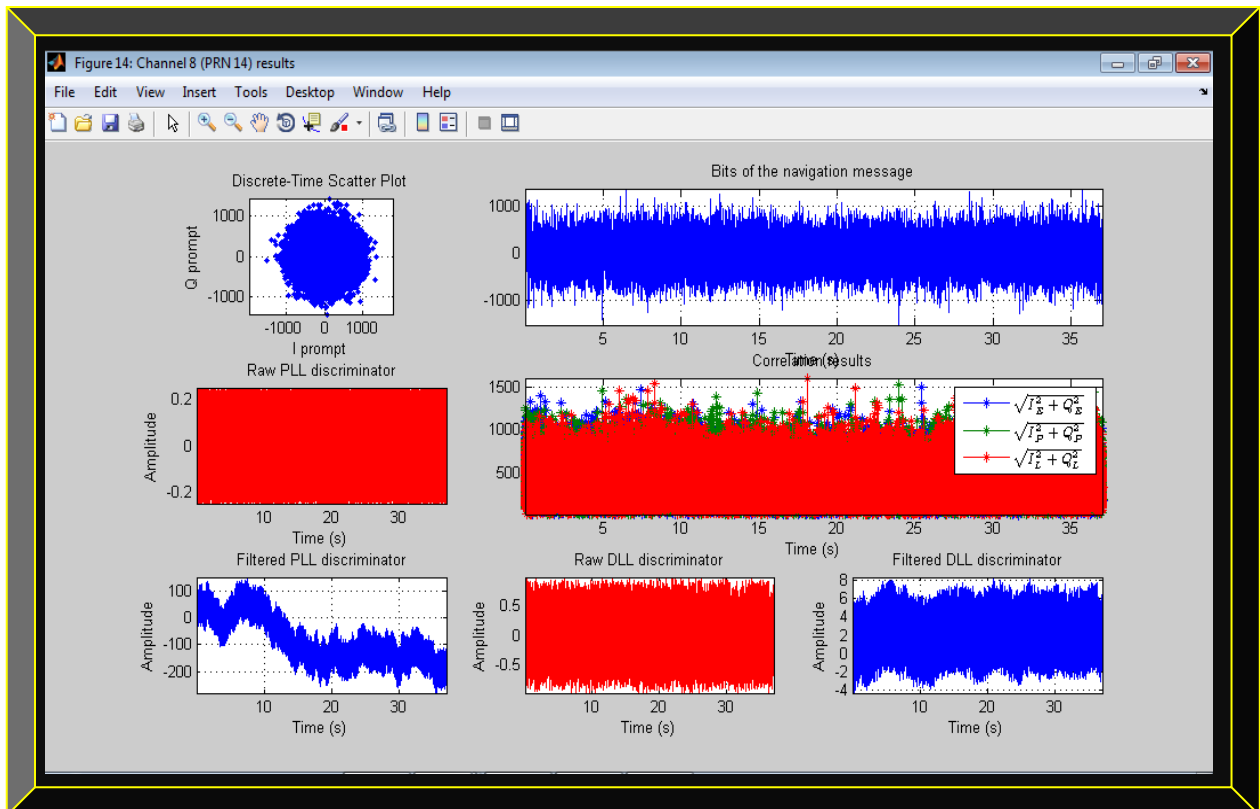 Figure 14: Channel 8 (PRN 14) results
File Edit View Insert Tools Desktop Window Help
Discrete-Time Scatter Plot
1000
0
-1000
Q prompt
-1000 0 1000
I prompt
Bits of the navigation message
1000
0
-1000
5 10 15 20 25 30 35
Time (s)
Raw PLL discriminator
0.2
0
-0.2
Amplitude
10 20 30
Time (s)
Correlation results
1500
1000
500
√I_E^2 + Q_E^2
√I_P^2 + Q_P^2
√I_L^2 + Q_L^2
5 10 15 20 25 30 35
Time (s)
Filtered PLL discriminator
100
0
-100
-200
Amplitude
10 20 30
Time (s)
Raw DLL discriminator
0.5
0
-0.5
Amplitude
10 20 30
Time (s)
Filtered DLL discriminator
8
6
4
2
0
-2
-4
Amplitude
10 20 30
Time (s)